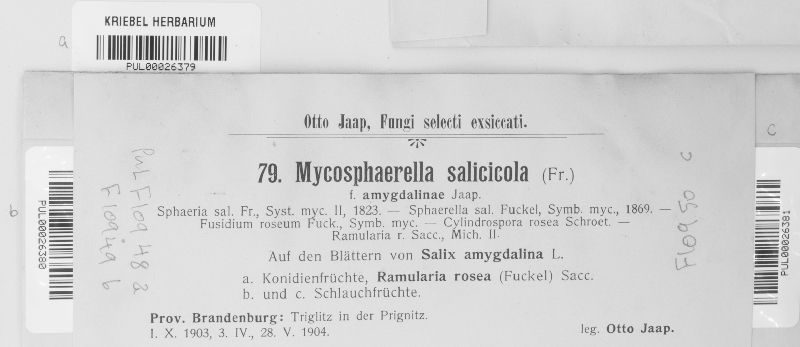 KRIEBEL HERBARIUM
a
PUL00026379
Otto Jaap, Fungi selecti exsiccati.
79. Mycosphaerella salicicola (Fr.)
f. amygdalinae Jaap.
Sphaeria sal. Fr., Syst. myc. II, 1823. — Sphaerella sal. Fuckel, Symb. myc., 1869. —
Fusidium roseum Fuck., Symb. myc. — Cylindrospora rosea Schroet. —
Ramularia r. Sacc., Mich. II.
Auf den Blättern von Salix amygdalina L.
a. Konidienfrüchte, Ramularia rosea (Fuckel) Sacc.
b. und c. Schlauchfrüchte.
Prov. Brandenburg: Triglitz in der Prignitz.
I. X. 1903, 3. IV., 28. V. 1904.
leg. Otto Jaap.
b
PUL00026380
PUL F10948 a
F10949 b
F10950 c
c
PUL00026381